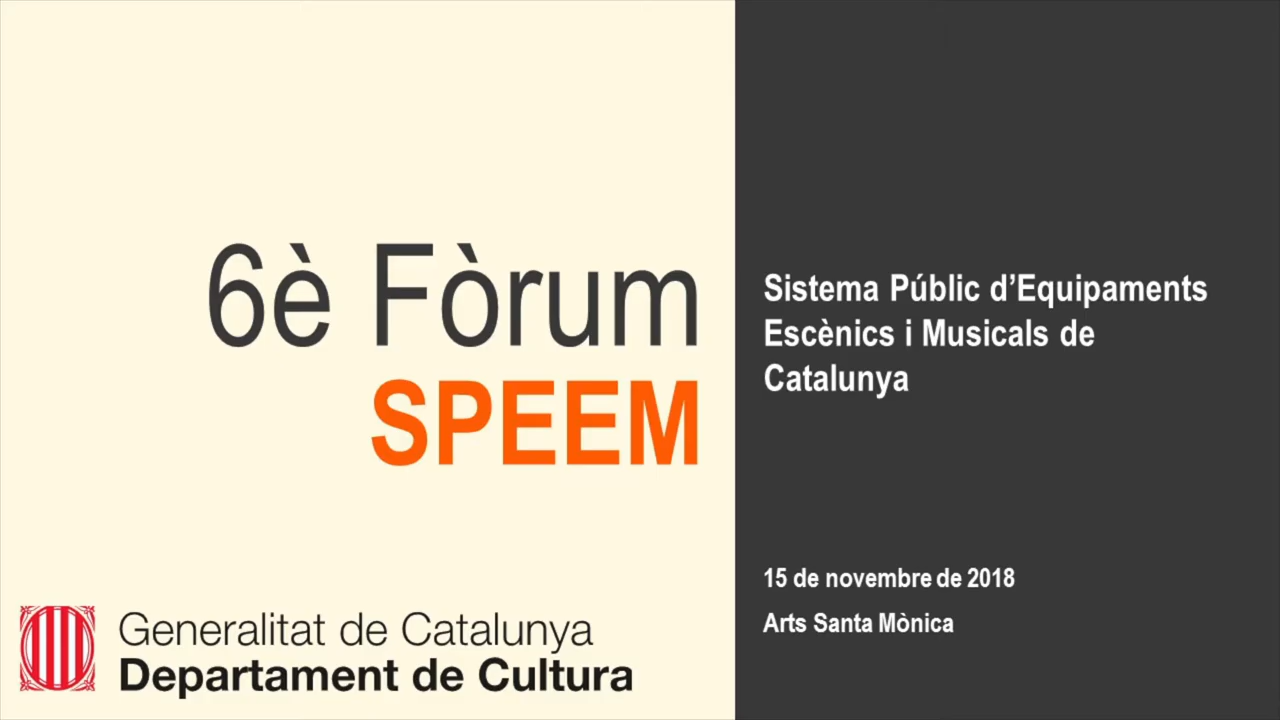 6è Fòrum
SPEEM
Sistema Públic d’Equipaments
Escènics i Musicals de
Catalunya
15 de novembre de 2018
Arts Santa Mònica
Generalitat de Catalunya
Departament de Cultura